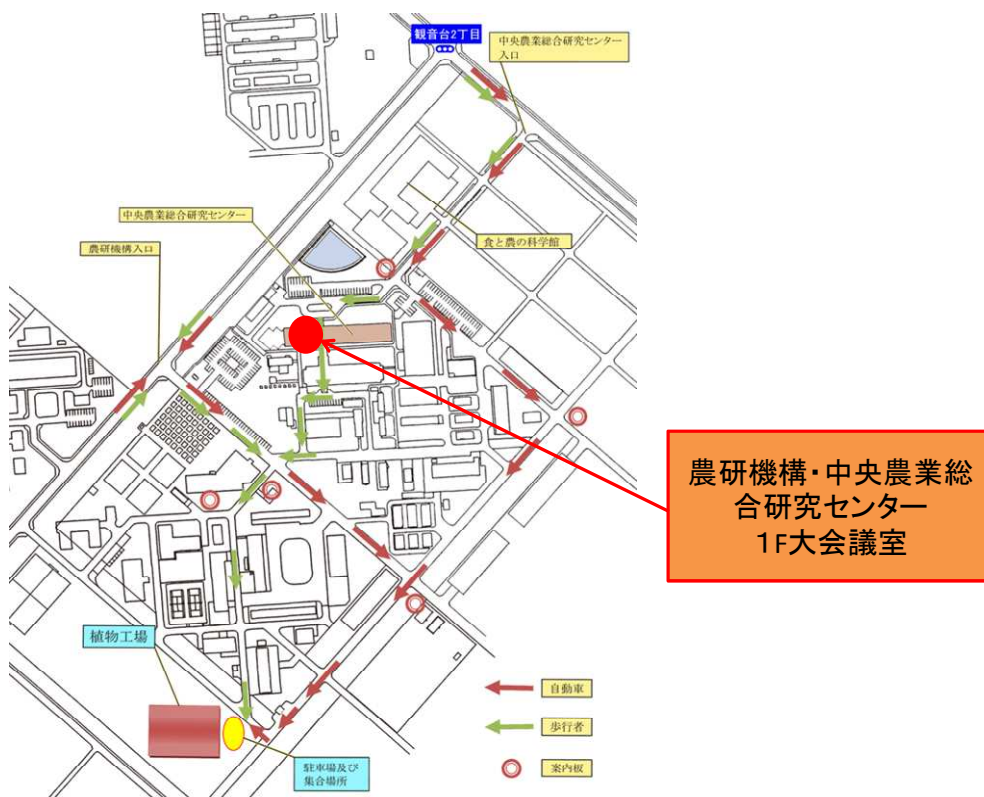 観音台2丁目
中央農業総合研究センター
入口
中央農業総合研究センター
食と農の科学館
農研機構入口
農研機構・中央農業総
合研究センター
1F大会議室
植物工場
自動車
歩行者
駐車場及び
集合場所
案内板